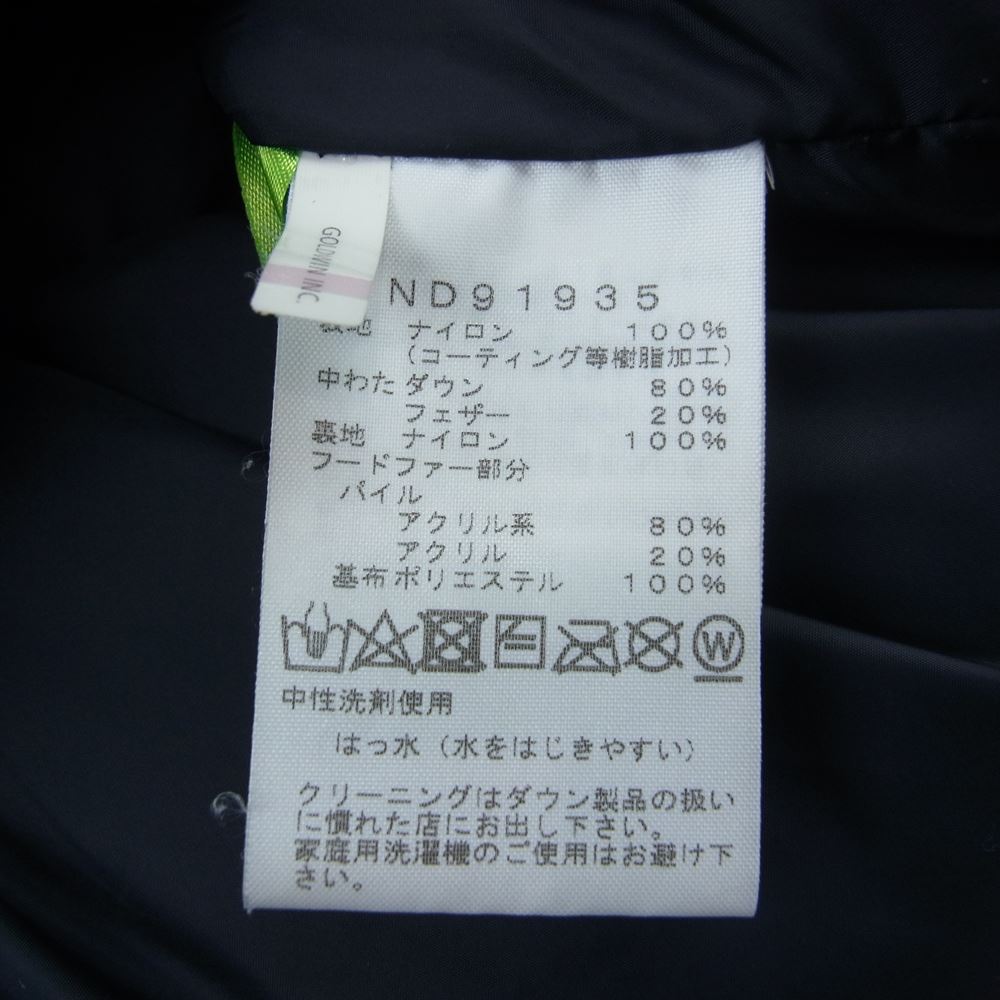 GOLDWIN INC.
ND91935
表地 ナイロン 100%
(コーティング等樹脂加工)
中わた ダウン 80%
フェザー 20%
裏地 ナイロン 100%
フードファー部分
パイル
アクリル系 80%
アクリル 20%
基布 ポリエステル 100%
W
中性洗剤使用
はっ水(水をはじきやすい)
クリーニングはダウン製品の扱い
に慣れた店にお出し下さい。
家庭用洗濯機のご使用はお避け下
さい。